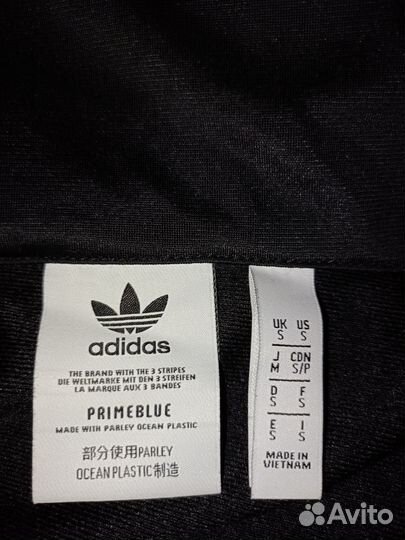 adidas
THE BRAND WITH THE 3 STRIPES
DIE WELTMARKE MIT DEN 3 STREIFEN
LA MARQUE AUX 3 BANDES
PRIMEBLUE
MADE WITH PARLEY OCEAN PLASTIC
部分使用PARLEY
OCEAN PLASTIC制造
UK US
S S
J CDN
M S/P
D F
S S
E I
S S
MADE IN
VIETNAM
Avito